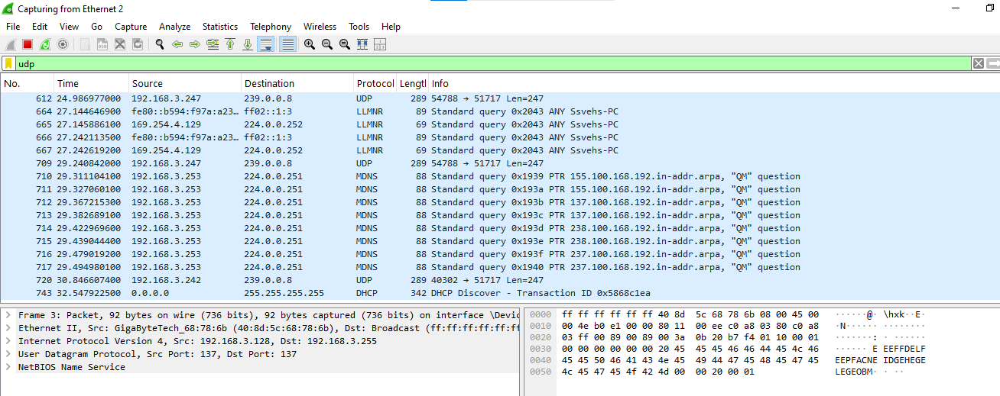 Capturing from Ethernet 2
File Edit View Go Capture Analyze Statistics Telephony Wireless Tools Help
udp
No. Time Source Destination Protocol Lengtl Info
612 24.986977000 192.168.3.247 239.0.0.8 UDP 289 54788 → 51717 Len=247
664 27.144646900 fe80::b594:f97a:a23… ff02::1:3 LLMNR 89 Standard query 0x2043 ANY Ssvehs-PC
665 27.145886100 169.254.4.129 224.0.0.252 LLMNR 69 Standard query 0x2043 ANY Ssvehs-PC
666 27.242113500 fe80::b594:f97a:a23… ff02::1:3 LLMNR 89 Standard query 0x2043 ANY Ssvehs-PC
667 27.242619200 169.254.4.129 224.0.0.252 LLMNR 69 Standard query 0x2043 ANY Ssvehs-PC
709 29.240842000 192.168.3.247 239.0.0.8 UDP 289 54788 → 51717 Len=247
710 29.311104100 192.168.3.253 224.0.0.251 MDNS 88 Standard query 0x1939 PTR 155.100.168.192.in-addr.arpa, "QM" question
711 29.327060100 192.168.3.253 224.0.0.251 MDNS 88 Standard query 0x193a PTR 155.100.168.192.in-addr.arpa, "QM" question
712 29.367215300 192.168.3.253 224.0.0.251 MDNS 88 Standard query 0x193b PTR 137.100.168.192.in-addr.arpa, "QM" question
713 29.382689100 192.168.3.253 224.0.0.251 MDNS 88 Standard query 0x193c PTR 137.100.168.192.in-addr.arpa, "QM" question
714 29.422969600 192.168.3.253 224.0.0.251 MDNS 88 Standard query 0x193d PTR 238.100.168.192.in-addr.arpa, "QM" question
715 29.439044400 192.168.3.253 224.0.0.251 MDNS 88 Standard query 0x193e PTR 238.100.168.192.in-addr.arpa, "QM" question
716 29.479019200 192.168.3.253 224.0.0.251 MDNS 88 Standard query 0x193f PTR 237.100.168.192.in-addr.arpa, "QM" question
717 29.494980100 192.168.3.253 224.0.0.251 MDNS 88 Standard query 0x1940 PTR 237.100.168.192.in-addr.arpa, "QM" question
720 30.846607400 192.168.3.242 239.0.0.8 UDP 289 40302 → 51717 Len=247
743 32.547922500 0.0.0.0 255.255.255.255 DHCP 342 DHCP Discover - Transaction ID 0x5868c1ea
Frame 3: Packet, 92 bytes on wire (736 bits), 92 bytes captured (736 bits) on interface \Devic
Ethernet II, Src: GigaByteTech_68:78:6b (40:8d:5c:68:78:6b), Dst: Broadcast (ff:ff:ff:ff:ff:ff
Internet Protocol Version 4, Src: 192.168.3.128, Dst: 192.168.3.255
User Datagram Protocol, Src Port: 137, Dst Port: 137
NetBIOS Name Service
0000 ff ff ff ff ff ff 40 8d 5c 68 78 6b 08 00 45 00 ······@· \hxk··E·
0010 00 4e b0 e1 00 00 80 11 00 ee c0 a8 03 80 c0 a8 ·N······ ········
0020 03 ff 00 89 00 89 00 3a 0b 20 b7 f4 01 10 00 01 ·······: · ······
0030 00 00 00 00 00 00 20 45 45 45 46 46 44 45 4c 46 ······ E EEFFDELF
0040 45 45 50 46 41 43 4e 45 49 44 47 45 48 45 47 45 EEPFACNE IDGEHEGE
0050 4c 45 47 45 4f 42 4d 00 00 20 00 01 LEGEOBM· · ··